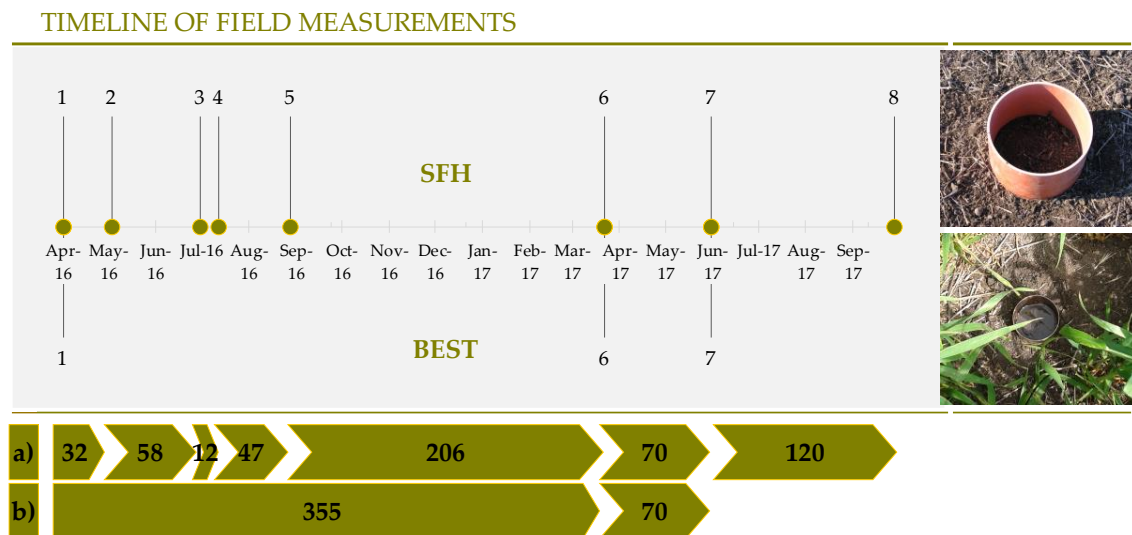 TIMELINE OF FIELD MEASUREMENTS
1 2 3 4 5 6 7 8
SFH
Apr- May- Jun- Jul-16 Aug- Sep- Oct- Nov- Dec- Jan- Feb- Mar- Apr- May- Jun- Jul-17 Aug- Sep-
16 16 16 16 16 16 16 16 17 17 17 17 17 17 17 17
BEST
1 6 7
a) 32 58 12 47 206 70 120
b) 355 70